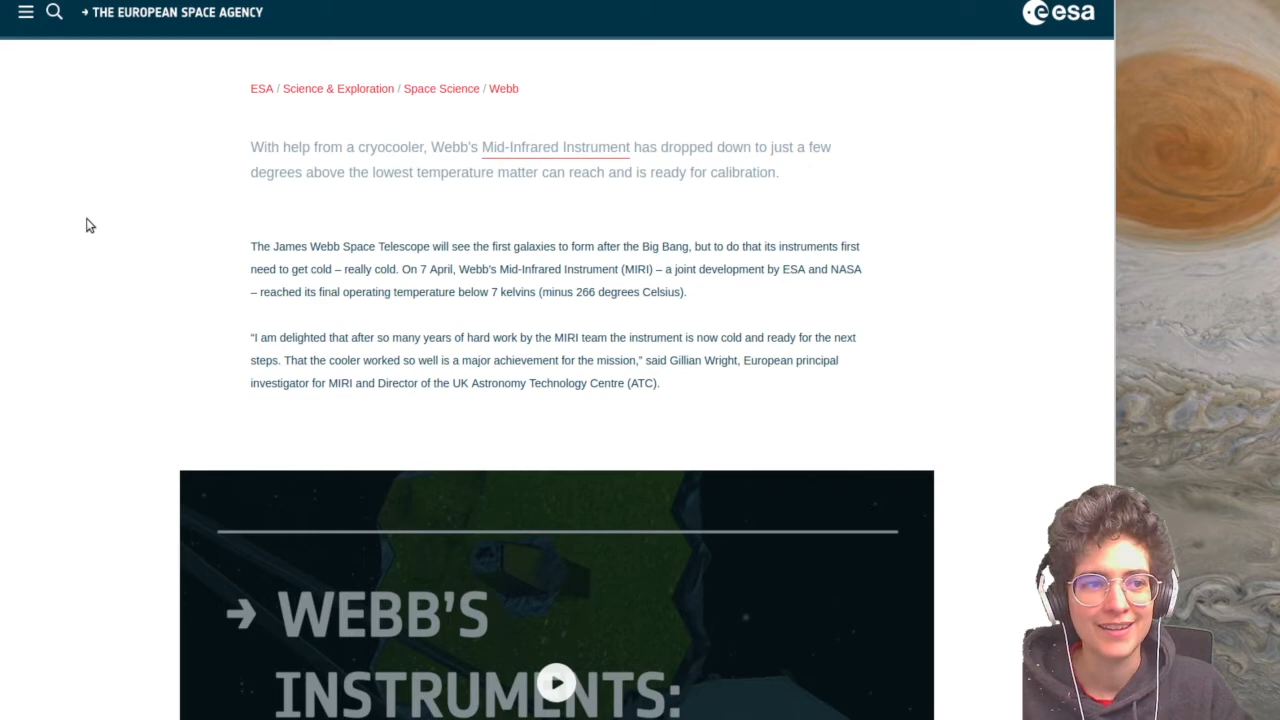 → THE EUROPEAN SPACE AGENCY
esa
ESA / Science & Exploration / Space Science / Webb
With help from a cryocooler, Webb's Mid-Infrared Instrument has dropped down to just a few
degrees above the lowest temperature matter can reach and is ready for calibration.
The James Webb Space Telescope will see the first galaxies to form after the Big Bang, but to do that its instruments first
need to get cold – really cold. On 7 April, Webb's Mid-Infrared Instrument (MIRI) – a joint development by ESA and NASA
– reached its final operating temperature below 7 kelvins (minus 266 degrees Celsius).
“I am delighted that after so many years of hard work by the MIRI team the instrument is now cold and ready for the next
steps. That the cooler worked so well is a major achievement for the mission,” said Gillian Wright, European principal
investigator for MIRI and Director of the UK Astronomy Technology Centre (ATC).
→ WEBB'S
INSTRUMENTS: